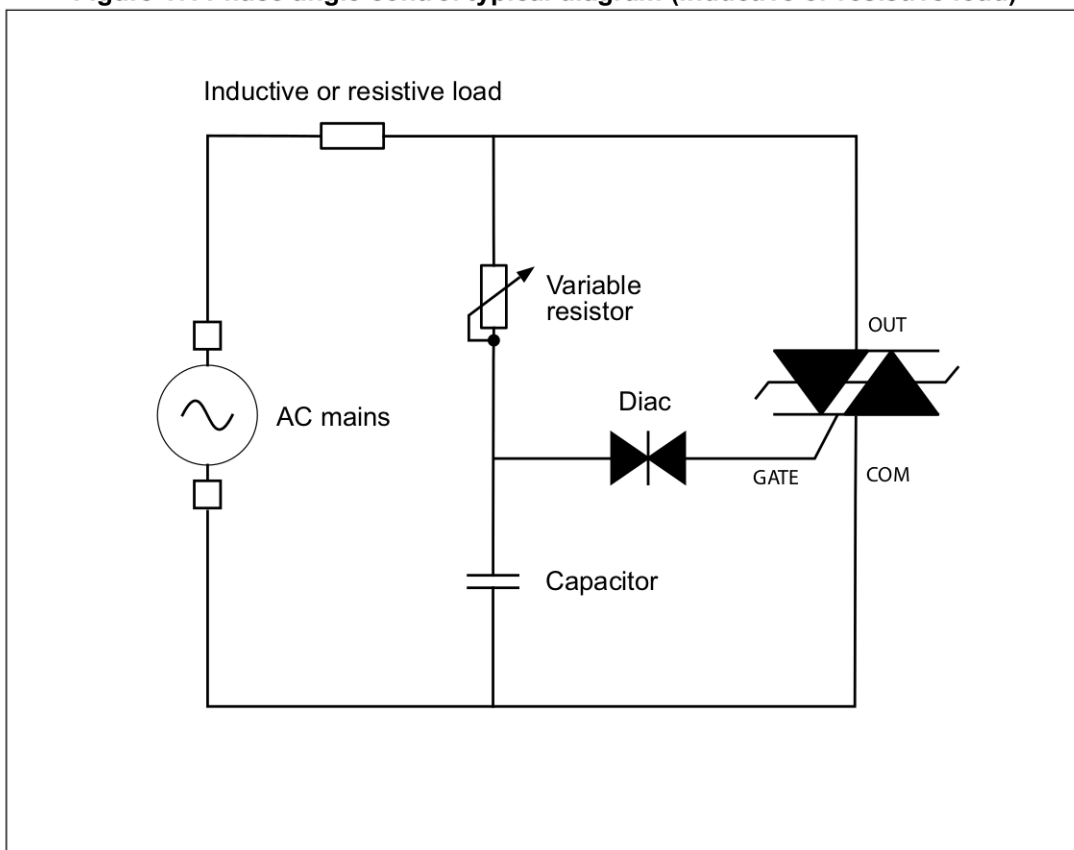 Inductive or resistive load
Variable
resistor
OUT
AC mains
Diac
GATE
COM
Capacitor